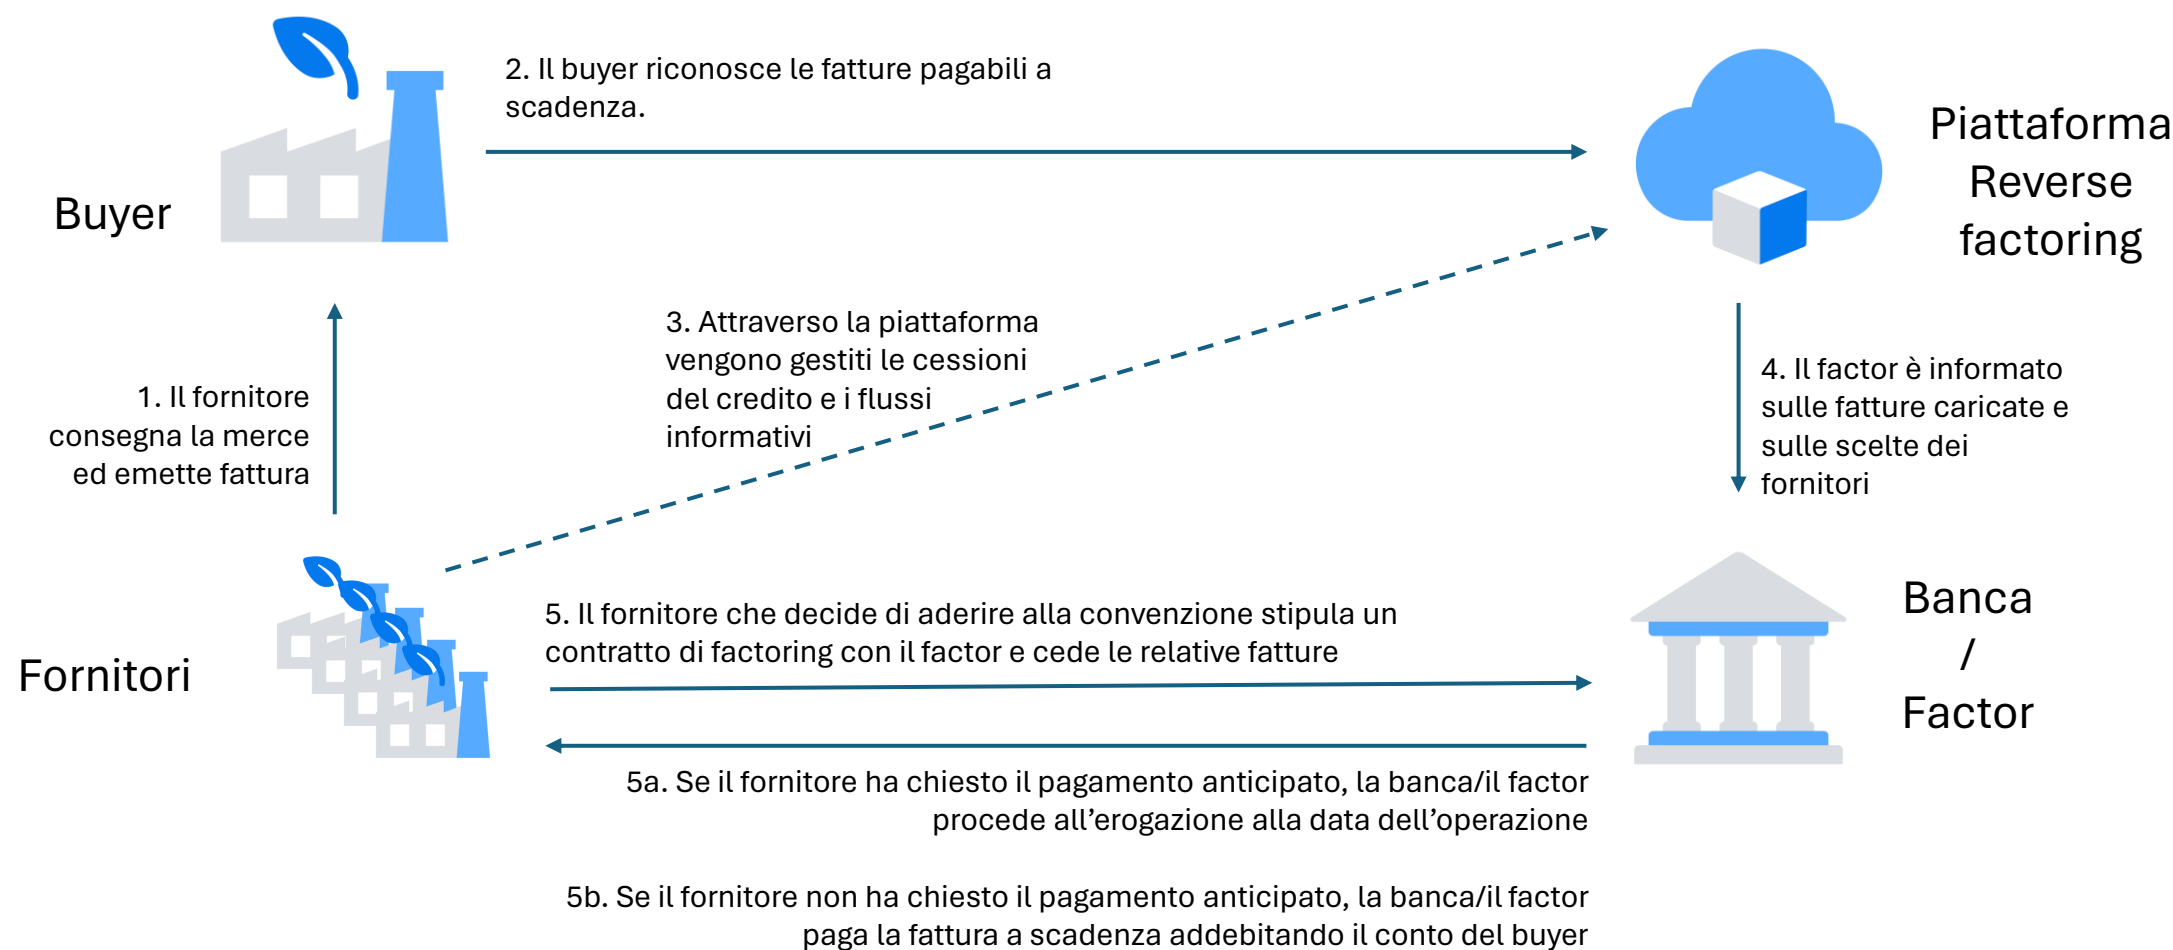 2. Il buyer riconosce le fatture pagabili a
scadenza.
Piattaforma
Reverse
factoring
Buyer
3. Attraverso la piattaforma
vengono gestiti le cessioni
del credito e i flussi
informativi
1. Il fornitore
consegna la merce
ed emette fattura
4. Il factor è informato
sulle fatture caricate e
sulle scelte dei
fornitori
Fornitori
5. Il fornitore che decide di aderire alla convenzione stipula un
contratto di factoring con il factor e cede le relative fatture
Banca
/
Factor
5a. Se il fornitore ha chiesto il pagamento anticipato, la banca/il factor
procede all’erogazione alla data dell’operazione
5b. Se il fornitore non ha chiesto il pagamento anticipato, la banca/il factor
paga la fattura a scadenza addebitando il conto del buyer